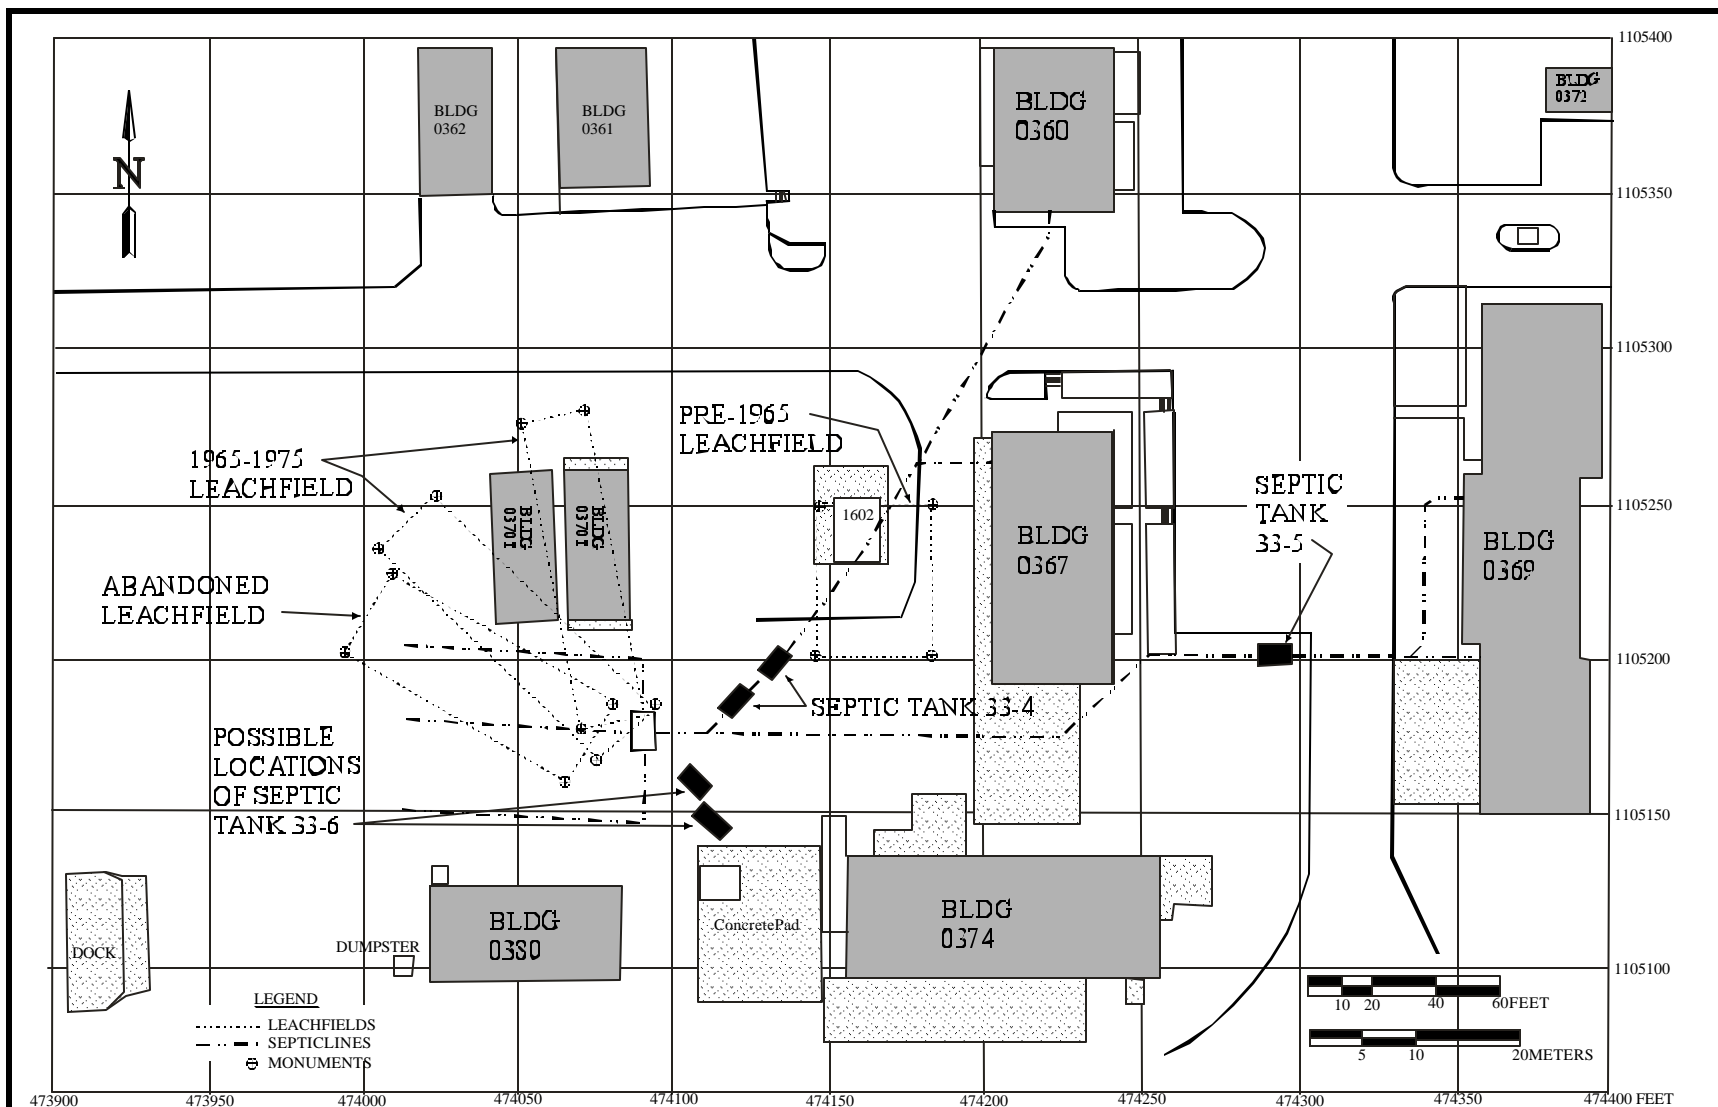 1105400
BLDG
0362
BLDG
0361
BLDG
0360
BLDG
0372
N
1105350
1105300
PRE-1965
LEACHFIELD
1965-1975
LEACHFIELD
BLDG
0370I
BLDG
0370I
1602
SEPTIC
TANK
33-5
1105250
BLDG
0367
BLDG
0369
ABANDONED
LEACHFIELD
1105200
SEPTIC TANK 33-4
POSSIBLE
LOCATIONS
OF SEPTIC
TANK 33-6
1105150
BLDG
0380
BLDG
0374
ConcretePad
DUMPSTER
DOCK
1105100
LEGEND
LEACHFIELDS
SEPTICLINES
MONUMENTS
10 20 40 60FEET
5 10 20METERS
473900 473950 474000 474050 474100 474150 474200 474250 474300 474350 474400 FEET